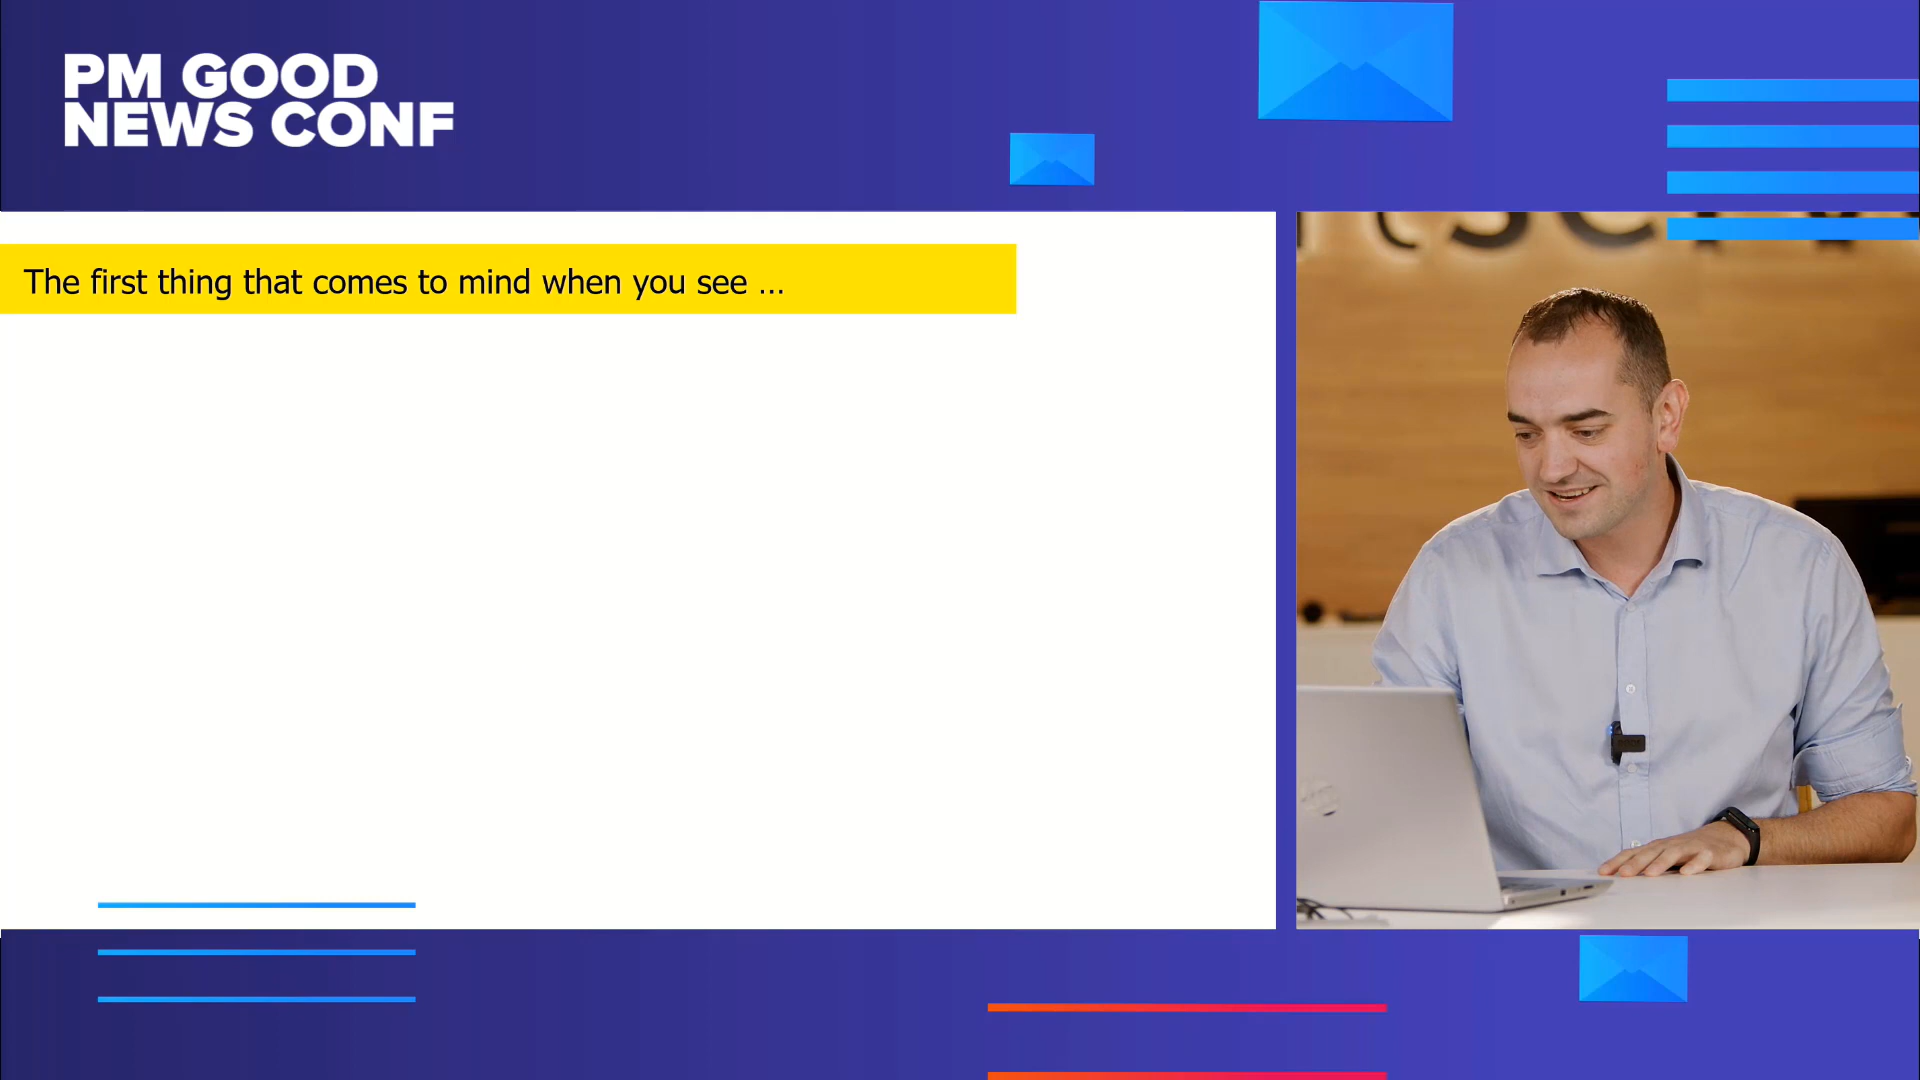 PM GOOD
NEWS CONF
The first thing that comes to mind when you see ...